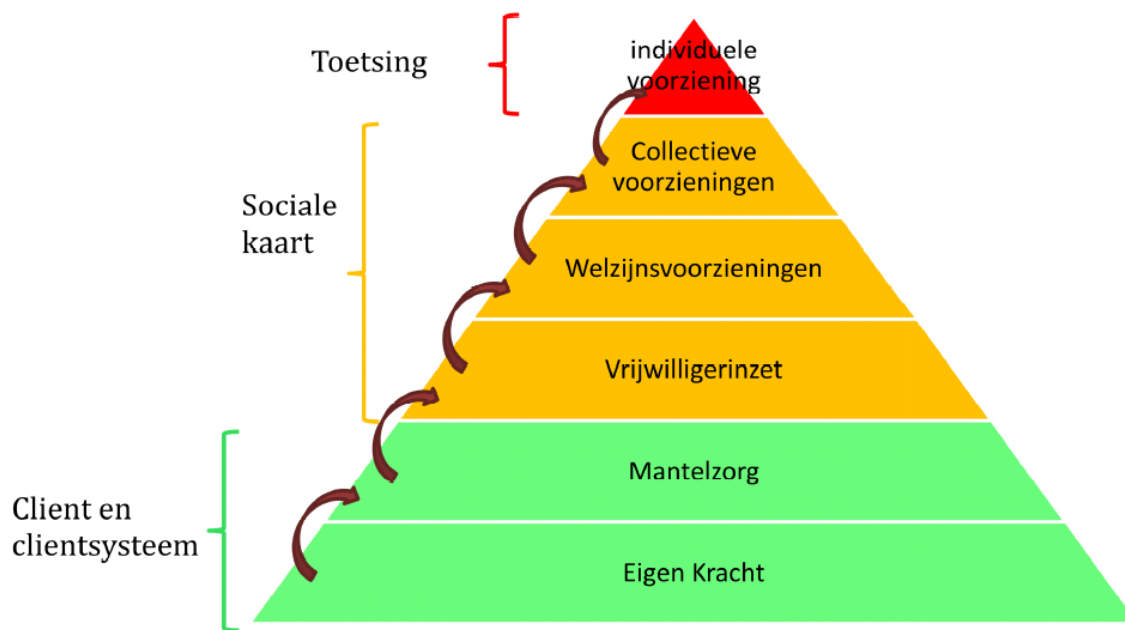 Toetsing
individuele
voorziening
Sociale
kaart
Collectieve
voorzieningen
Welzijnsvoorzieningen
Vrijwilligerinzet
Client en
clientsysteem
Mantelzorg
Eigen Kracht